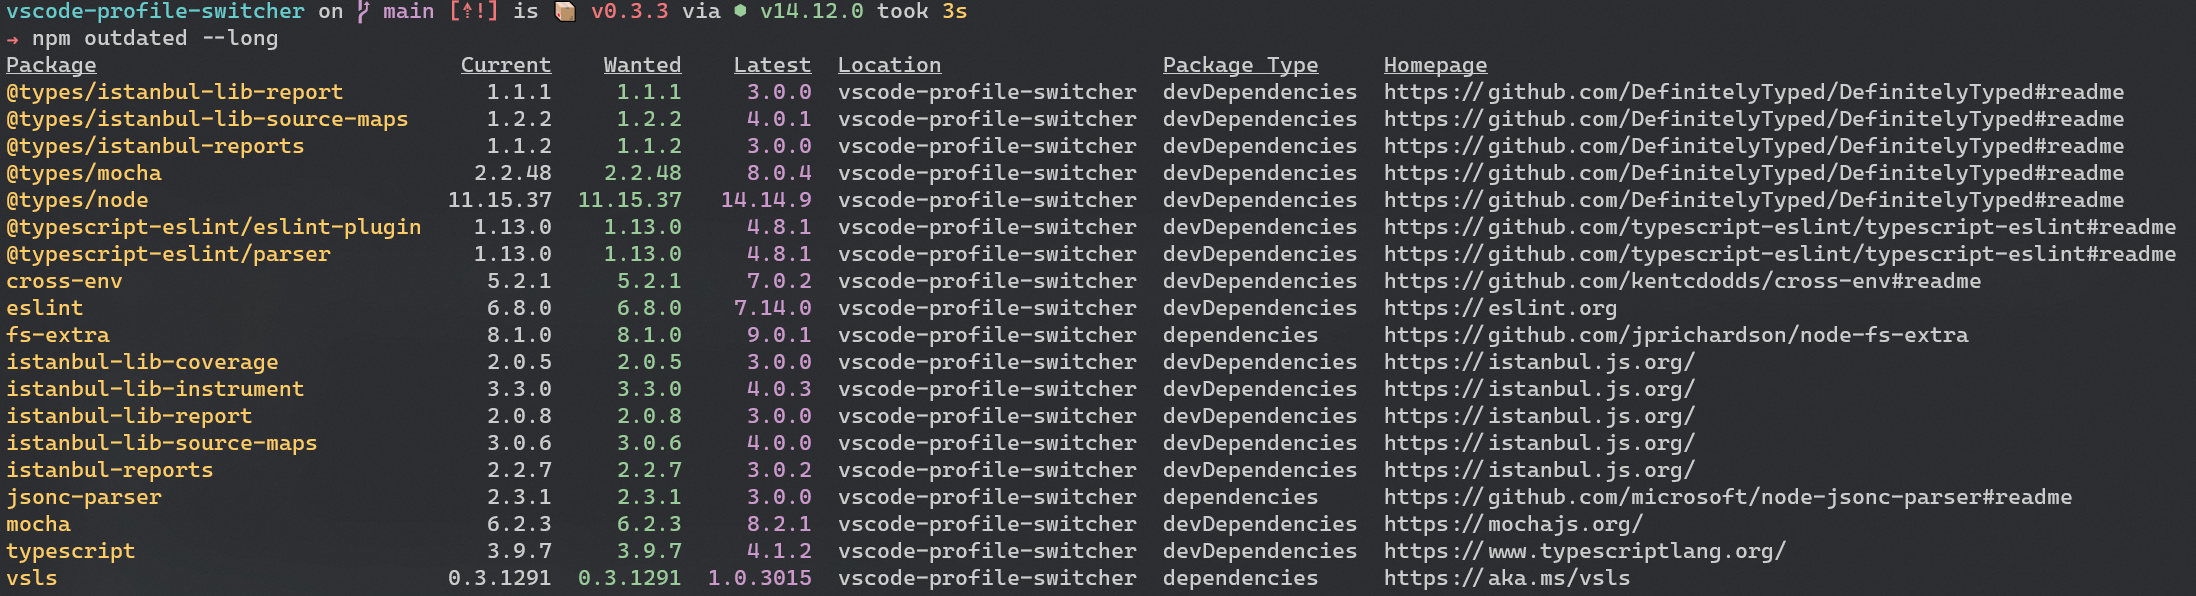 vscode-profile-switcher on main [⇡!] is 📦 v0.3.3 via ⬢ v14.12.0 took 3s
→ npm outdated --long
Package Current Wanted Latest Location Package Type Homepage
@types/istanbul-lib-report 1.1.1 1.1.1 3.0.0 vscode-profile-switcher devDependencies https://github.com/DefinitelyTyped/DefinitelyTyped#readme
@types/istanbul-lib-source-maps 1.2.2 1.2.2 4.0.1 vscode-profile-switcher devDependencies https://github.com/DefinitelyTyped/DefinitelyTyped#readme
@types/istanbul-reports 1.1.2 1.1.2 3.0.0 vscode-profile-switcher devDependencies https://github.com/DefinitelyTyped/DefinitelyTyped#readme
@types/mocha 2.2.48 2.2.48 8.0.4 vscode-profile-switcher devDependencies https://github.com/DefinitelyTyped/DefinitelyTyped#readme
@types/node 11.15.37 11.15.37 14.14.9 vscode-profile-switcher devDependencies https://github.com/DefinitelyTyped/DefinitelyTyped#readme
@typescript-eslint/eslint-plugin 1.13.0 1.13.0 4.8.1 vscode-profile-switcher devDependencies https://github.com/typescript-eslint/typescript-eslint#readme
@typescript-eslint/parser 1.13.0 1.13.0 4.8.1 vscode-profile-switcher devDependencies https://github.com/typescript-eslint/typescript-eslint#readme
cross-env 5.2.1 5.2.1 7.0.2 vscode-profile-switcher devDependencies https://github.com/kentcdodds/cross-env#readme
eslint 6.8.0 6.8.0 7.14.0 vscode-profile-switcher devDependencies https://eslint.org
fs-extra 8.1.0 8.1.0 9.0.1 vscode-profile-switcher dependencies https://github.com/jprichardson/node-fs-extra
istanbul-lib-coverage 2.0.5 2.0.5 3.0.0 vscode-profile-switcher devDependencies https://istanbul.js.org/
istanbul-lib-instrument 3.3.0 3.3.0 4.0.3 vscode-profile-switcher devDependencies https://istanbul.js.org/
istanbul-lib-report 2.0.8 2.0.8 3.0.0 vscode-profile-switcher devDependencies https://istanbul.js.org/
istanbul-lib-source-maps 3.0.6 3.0.6 4.0.0 vscode-profile-switcher devDependencies https://istanbul.js.org/
istanbul-reports 2.2.7 2.2.7 3.0.2 vscode-profile-switcher devDependencies https://istanbul.js.org/
jsonc-parser 2.3.1 2.3.1 3.0.0 vscode-profile-switcher dependencies https://github.com/microsoft/node-jsonc-parser#readme
mocha 6.2.3 6.2.3 8.2.1 vscode-profile-switcher devDependencies https://mochajs.org/
typescript 3.9.7 3.9.7 4.1.2 vscode-profile-switcher devDependencies https://www.typescriptlang.org/
vsls 0.3.1291 0.3.1291 1.0.3015 vscode-profile-switcher dependencies https://aka.ms/vsls